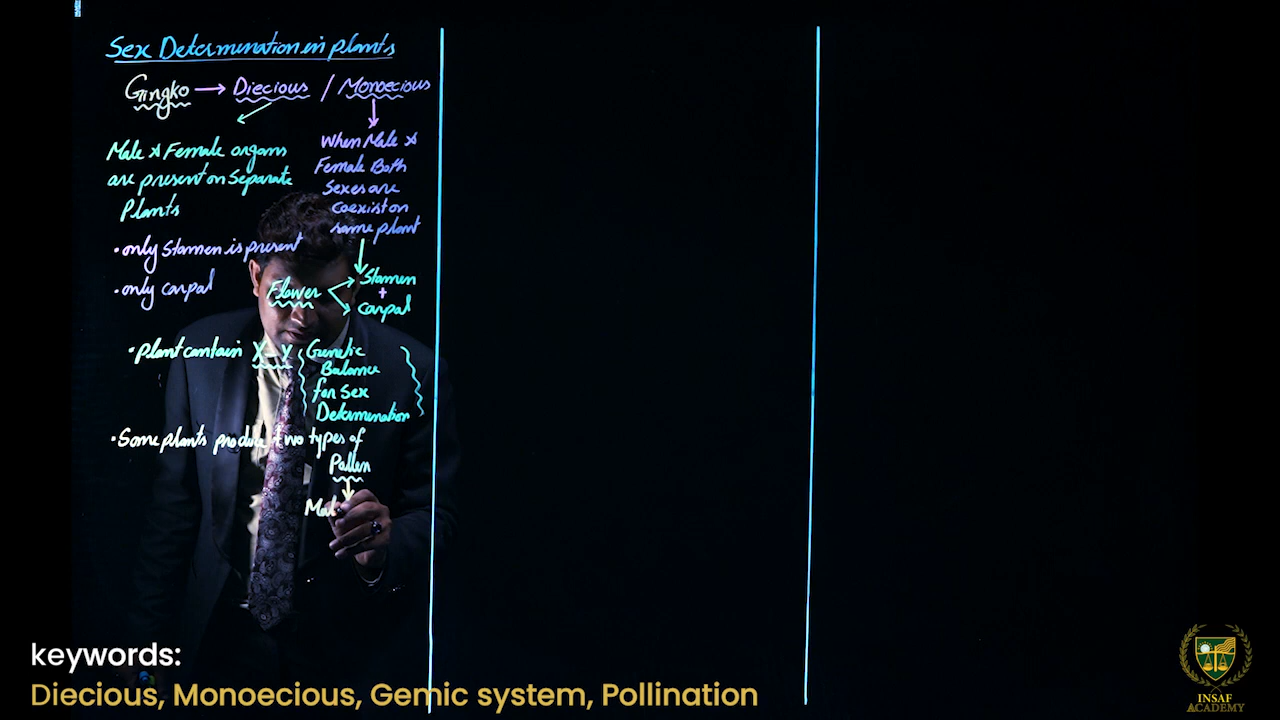 Sex Determination in plants
Gingko → Diecious / Monoecious
Male & Female organs
are present on Separate
Plants
• only Stamen is present
• only carpal
When Male &
Female Both
Sexes are
coexist on
same plant
Flower
Stamen
+
Carpal
• Plant contain X - Y
Genetic
Balance
for Sex
Determination
• Some plants produce two types of
Pallen
keywords:
Diecious, Monoecious, Gemic system, Pollination
INSAF
ACADEMY